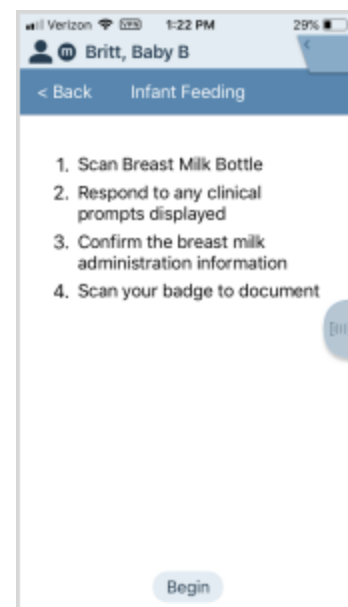 Verizon VPN 1:22 PM 29%
m Britt, Baby B
< Back Infant Feeding
1. Scan Breast Milk Bottle
2. Respond to any clinical
prompts displayed
3. Confirm the breast milk
administration information
4. Scan your badge to document
Begin